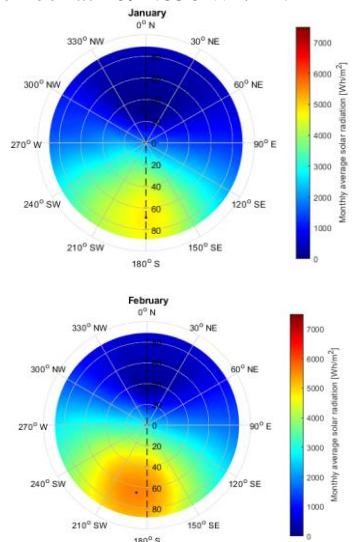 January
0° N
330° NW
30° NE
300° NW
60° NE
270° W
0
90° E
20
240° SW
40
120° SE
60
210° SW
80
150° SE
180° S
7000
6000
5000
4000
3000
2000
1000
0
Monthly average solar radiation [Wh/m²]
February
0° N
330° NW
30° NE
300° NW
60° NE
270° W
0
90° E
20
240° SW
40
120° SE
60
210° SW
80
150° SE
180° S
7000
6000
5000
4000
3000
2000
1000
0
Monthly average solar radiation [Wh/m²]